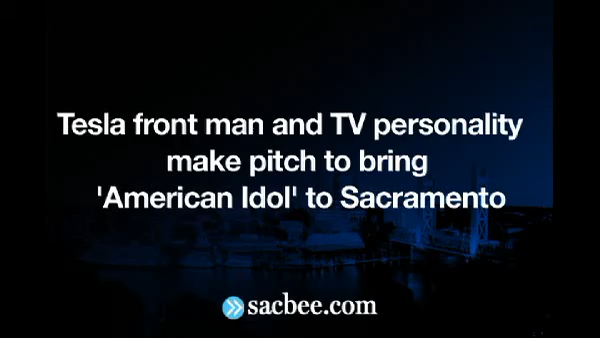 Tesla front man and TV personality
make pitch to bring
'American Idol' to Sacramento
sacbee.com